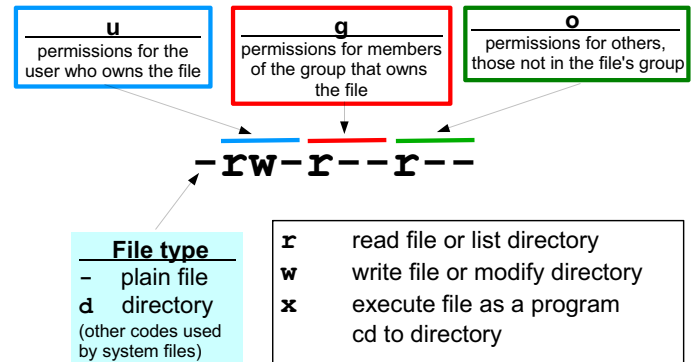 u
permissions for the
user who owns the file
g
permissions for members
of the group that owns
the file
o
permissions for others,
those not in the file's group
-rw-r--r--
File type
- plain file
d directory
(other codes used
by system files)
r read file or list directory
w write file or modify directory
x execute file as a program
cd to directory